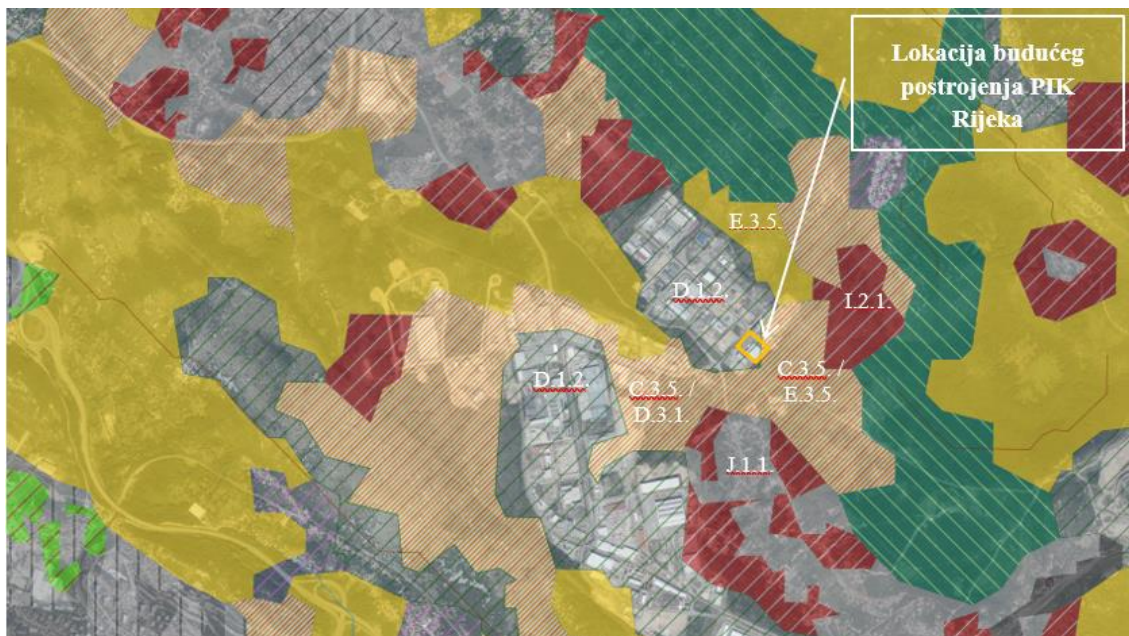 Lokacija budućeg
postrojenja PIK
Rijeka
E.3.5.
D.1.2.
I.2.1.
C.3.5. /
E.3.5.
D.1.2.
C.3.5. /
D.3.1.
J.1.1.